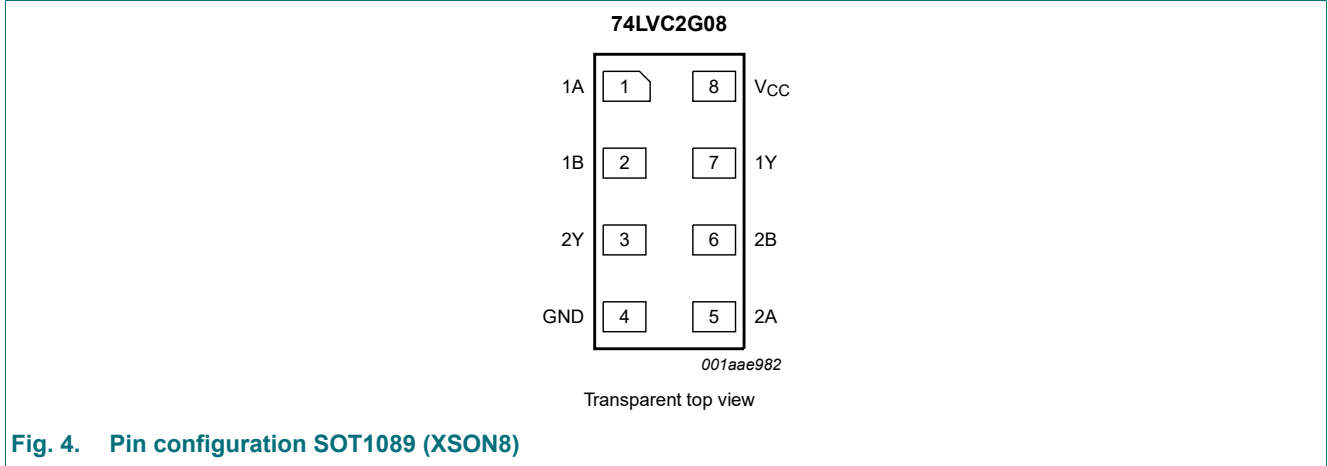 74LVC2G08
1A 1 8 VCC
1B 2 7 1Y
2Y 3 6 2B
GND 4 5 2A
001aae982
Transparent top view
Fig. 4. Pin configuration SOT1089 (XSON8)